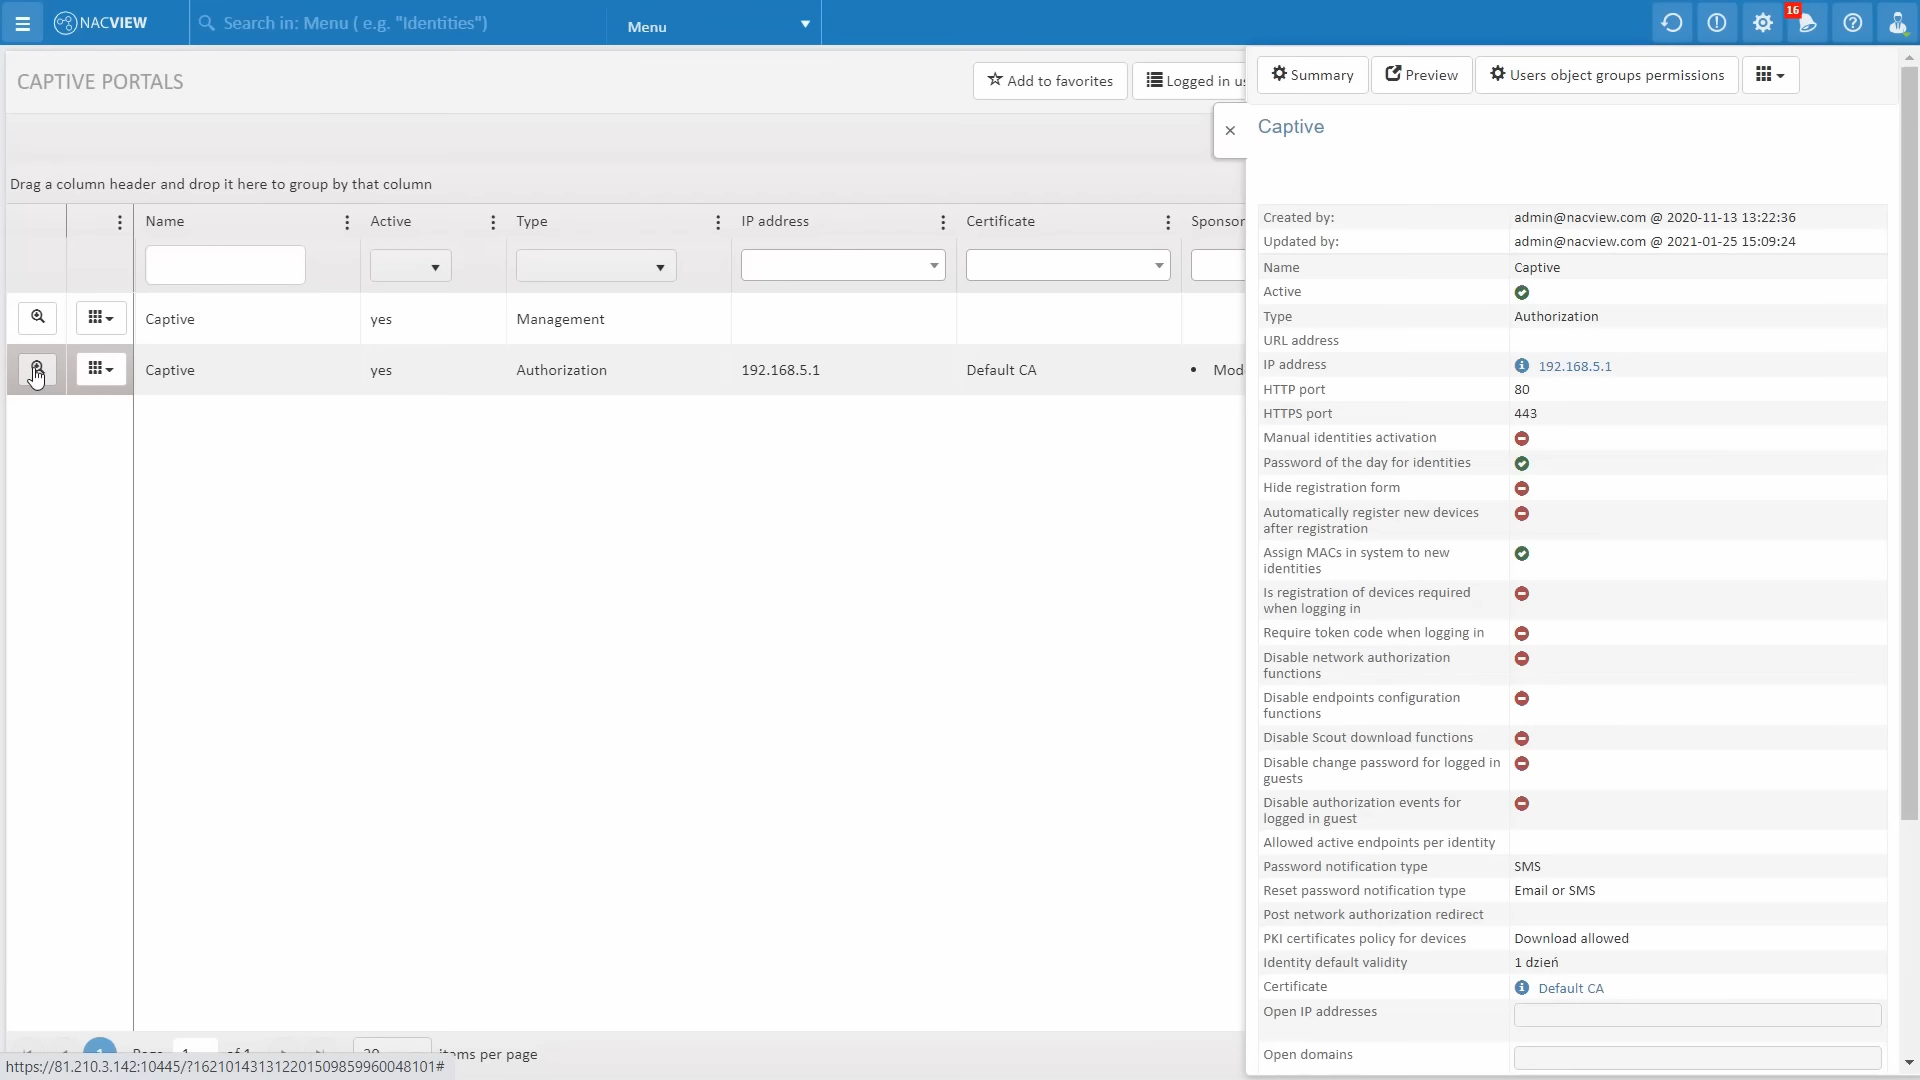 NACVIEW
Search in: Menu ( e.g. "Identities")
Menu
16
CAPTIVE PORTALS
Add to favorites
Logged in us
Summary
Preview
Users object groups permissions
× Captive
Drag a column header and drop it here to group by that column
Name Active Type IP address Certificate Sponsor
Captive yes Management
Captive yes Authorization 192.168.5.1 Default CA • Mod
Created by: admin@nacview.com @ 2020-11-13 13:22:36
Updated by: admin@nacview.com @ 2021-01-25 15:09:24
Name Captive
Active
Type Authorization
URL address
IP address 192.168.5.1
HTTP port 80
HTTPS port 443
Manual identities activation
Password of the day for identities
Hide registration form
Automatically register new devices
after registration
Assign MACs in system to new
identities
Is registration of devices required
when logging in
Require token code when logging in
Disable network authorization
functions
Disable endpoints configuration
functions
Disable Scout download functions
Disable change password for logged in
guests
Disable authorization events for
logged in guest
Allowed active endpoints per identity
Password notification type SMS
Reset password notification type Email or SMS
Post network authorization redirect
PKI certificates policy for devices Download allowed
Identity default validity 1 dzień
Certificate Default CA
Open IP addresses
Open domains
1 Page 1 of 1 20 items per page
https://81.210.3.142:10445/?16210143131220150985996004​8101#